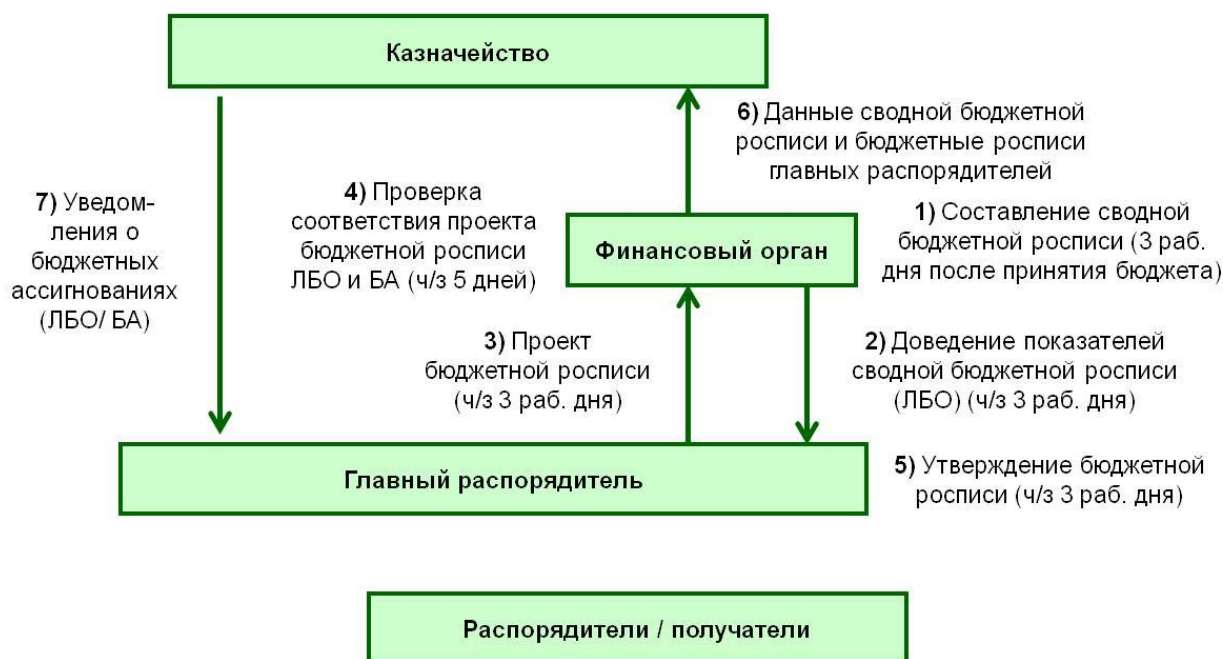 Казначейство
6) Данные сводной бюджетной
росписи и бюджетные росписи
главных распорядителей
7) Уведом-
ления о
бюджетных
ассигнованиях
(ЛБО/ БА)
4) Проверка
соответствия проекта
бюджетной росписи
ЛБО и БА (ч/з 5 дней)
Финансовый орган
1) Составление сводной
бюджетной росписи (3 раб.
дня после принятия бюджета)
3) Проект
бюджетной росписи
(ч/з 3 раб. дня)
2) Доведение показателей
сводной бюджетной росписи
(ЛБО) (ч/з 3 раб. дня)
Главный распорядитель
5) Утверждение бюджетной
росписи (ч/з 3 раб. дня)
Распорядители / получатели